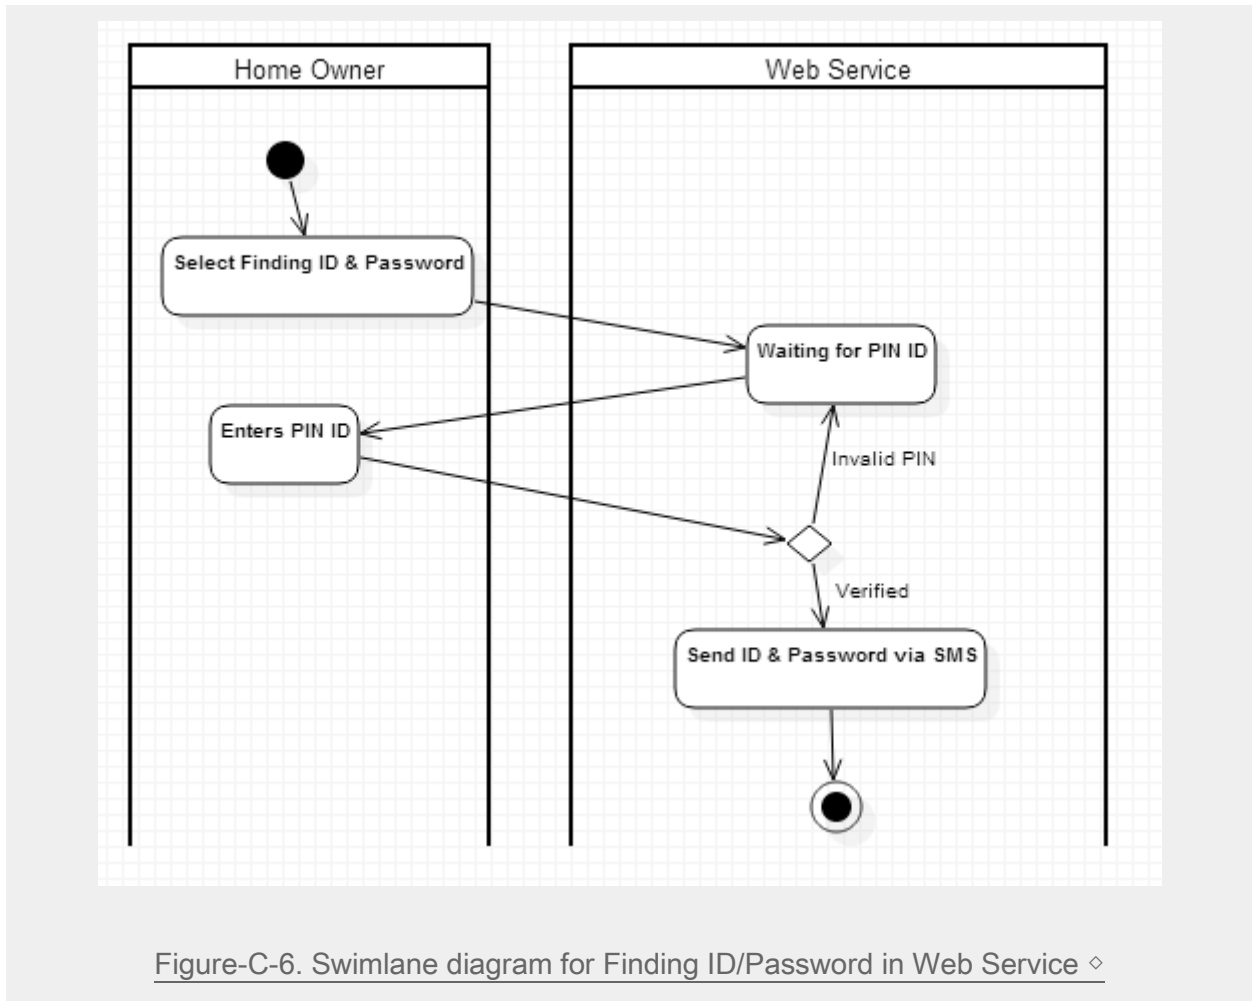 Home Owner
Web Service
Select Finding ID & Password
Waiting for PIN ID
Enters PIN ID
Invalid PIN
Verified
Send ID & Password via SMS
Figure-C-6. Swimlane diagram for Finding ID/Password in Web Service ◇